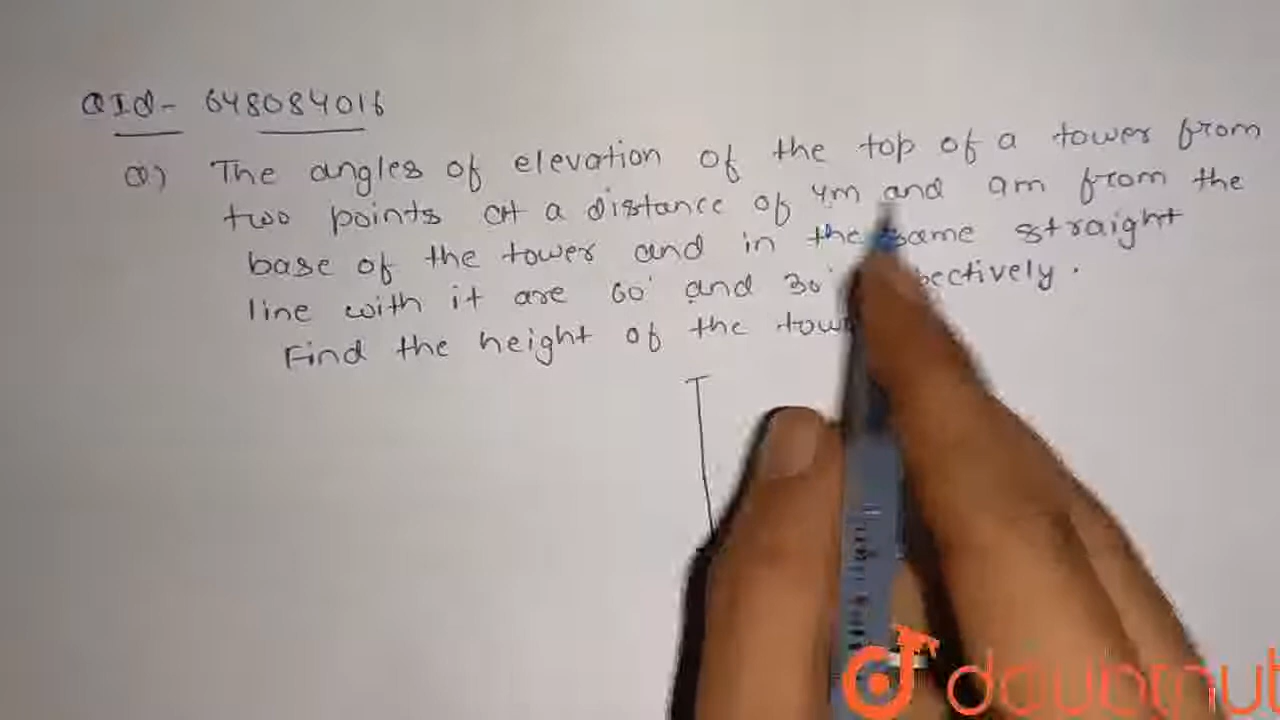 QId- 648084016
Q) The angles of elevation of the top of a tower from
two points at a distance of 4m and 9m from the
base of the tower and in the same straight
line with it are 60° and 30° pectively.
Find the height of the tow
doubtnut